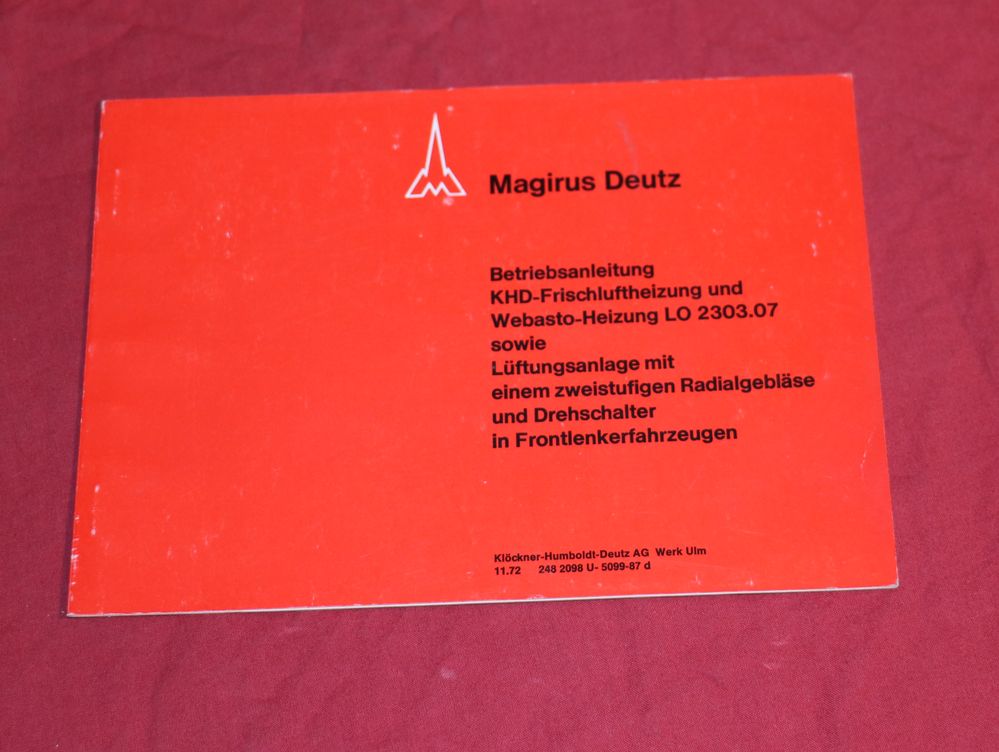 Magirus Deutz
Betriebsanleitung
KHD-Frischluftheizung und
Webasto-Heizung LO 2303.07
sowie
Lüftungsanlage mit
einem zweistufigen Radialgebläse
und Drehschalter
in Frontlenkerfahrzeugen
Klöckner-Humboldt-Deutz AG Werk Ulm
11.72 248 2098 U- 5099-87 d